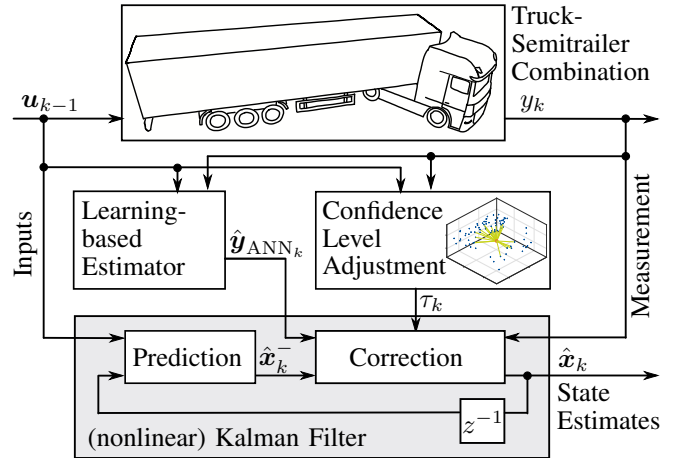 Truck-
Semitrailer
Combination
u_{k−1}
y_k
Inputs
Learning-
based
Estimator
ŷ_{ANN_k}
Confidence
Level
Adjustment
Measurement
τ_k
Prediction
x̂_k^−
Correction
x̂_k
State
Estimates
z^{−1}
(nonlinear) Kalman Filter